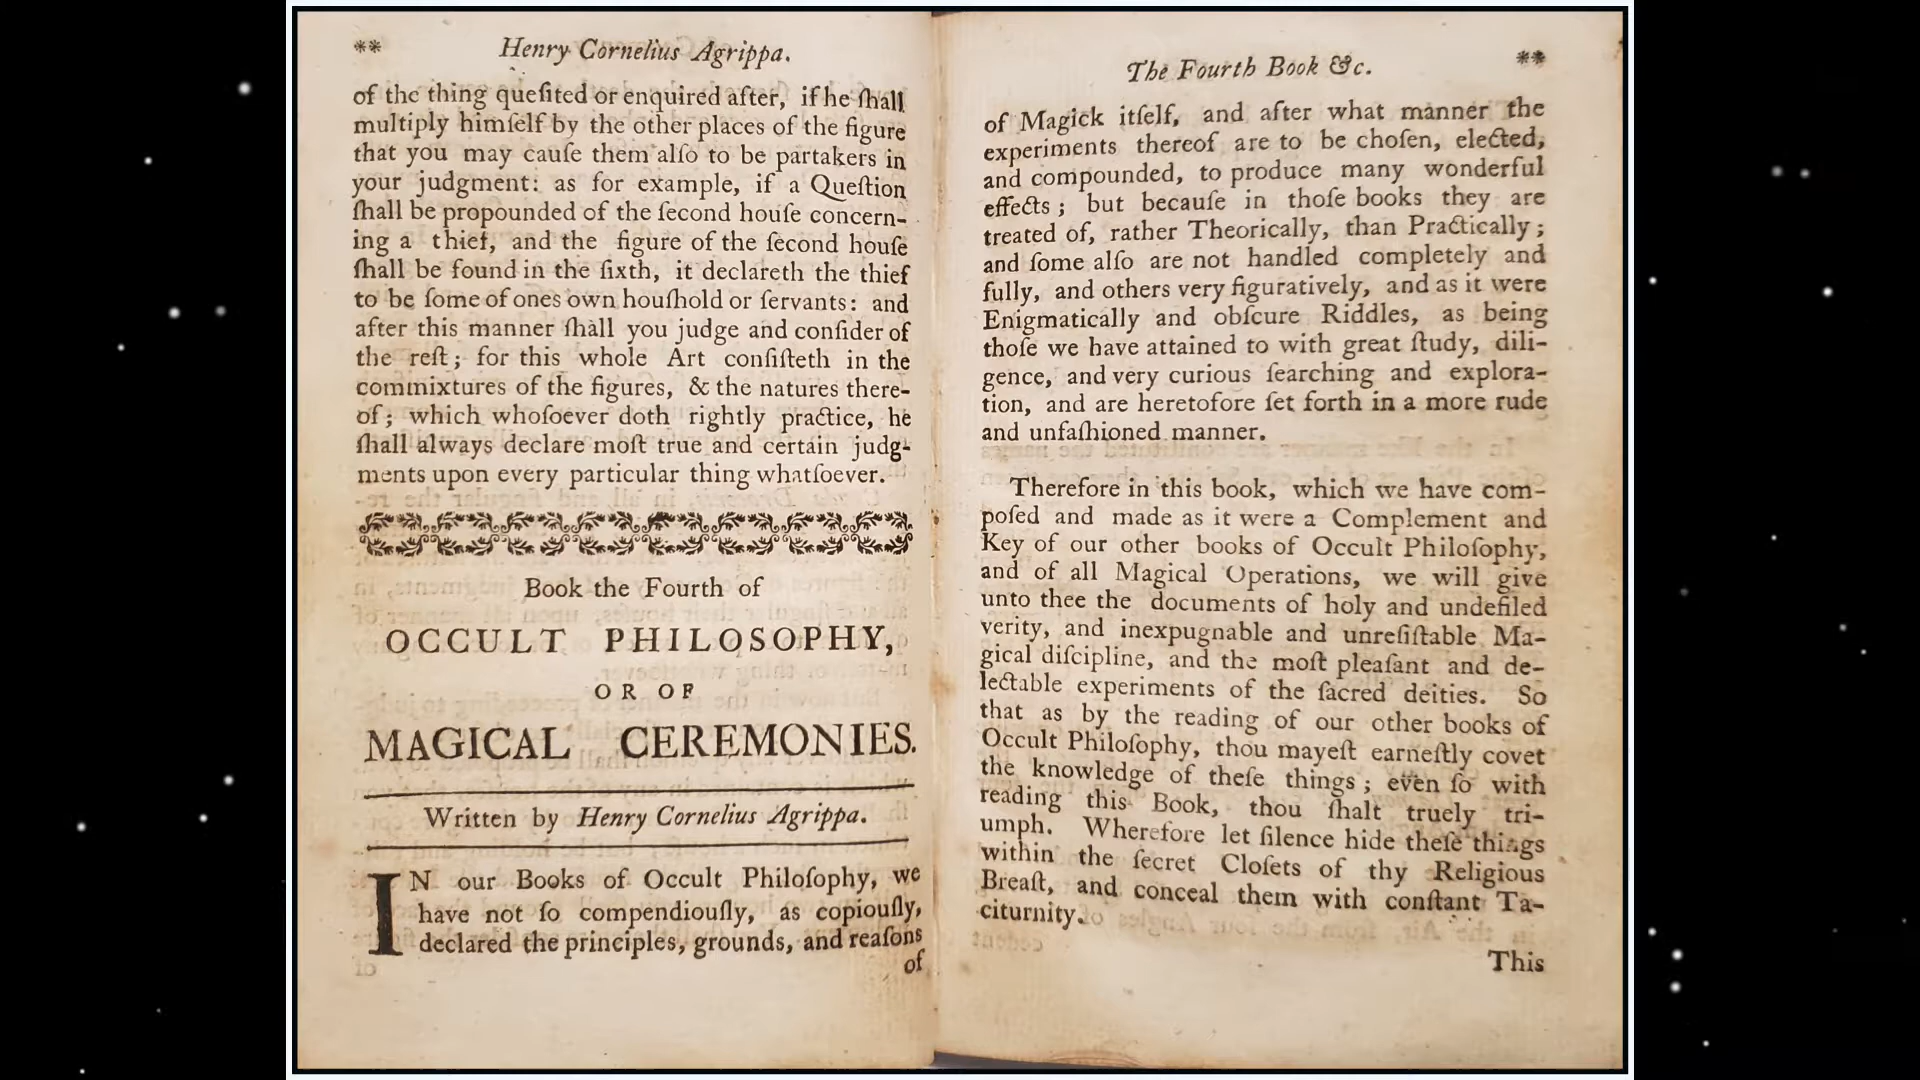 ** Henry Cornelius Agrippa.
of the thing queſited or enquired after, if he ſhall
multiply himſelf by the other places of the figure
that you may cauſe them alſo to be partakers in
your judgment: as for example, if a Queſtion
ſhall be propounded of the ſecond houſe concern-
ing a thief, and the figure of the ſecond houſe
ſhall be found in the ſixth, it declareth the thief
to be ſome of ones own houſhold or ſervants: and
after this manner ſhall you judge and conſider of
the reſt; for this whole Art conſiſteth in the
commixtures of the figures, & the natures there-
of; which whoſoever doth rightly practice, he
ſhall always declare moſt true and certain judg-
ments upon every particular thing whatſoever.
Book the Fourth of
OCCULT PHILOSOPHY,
OR OF
MAGICAL CEREMONIES.
Written by Henry Cornelius Agrippa.
IN our Books of Occult Philoſophy, we
have not ſo compendiouſly, as copiouſly,
declared the principles, grounds, and reaſons
of
The Fourth Book &c. **
of Magick itſelf, and after what manner the
experiments thereof are to be choſen, elected,
and compounded, to produce many wonderful
effects; but becauſe in thoſe books they are
treated of, rather Theorically, than Practically;
and ſome alſo are not handled completely and
fully, and others very figuratively, and as it were
Enigmatically and obſcure Riddles, as being
thoſe we have attained to with great ſtudy, dili-
gence, and very curious ſearching and explora-
tion, and are heretofore ſet forth in a more rude
and unfaſhioned manner.
Therefore in this book, which we have com-
poſed and made as it were a Complement and
Key of our other books of Occult Philoſophy,
and of all Magical Operations, we will give
unto thee the documents of holy and undefiled
verity, and inexpugnable and unreſiſtable Ma-
gical diſcipline, and the moſt pleaſant and de-
lectable experiments of the ſacred deities. So
that as by the reading of our other books of
Occult Philoſophy, thou mayeſt earneſtly covet
the knowledge of theſe things; even ſo with
reading this Book, thou ſhalt truely tri-
umph. Wherefore let ſilence hide theſe things
within the ſecret Cloſets of thy Religious
Breaſt, and conceal them with conſtant Ta-
citurnity.
This